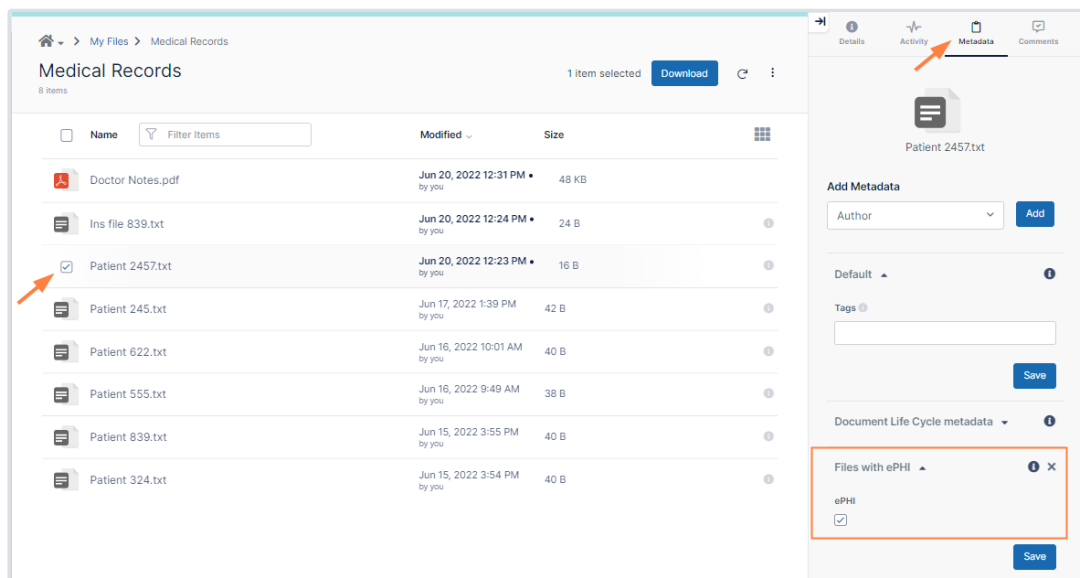 My Files > Medical Records
Medical Records
8 items
1 item selected
Download
Name
Filter Items
Modified
Size
Doctor Notes.pdf
Jun 20, 2022 12:31 PM •
by you
48 KB
Ins file 839.txt
Jun 20, 2022 12:24 PM •
by you
24 B
Patient 2457.txt
Jun 20, 2022 12:23 PM •
by you
16 B
Patient 245.txt
Jun 17, 2022 1:39 PM
by you
42 B
Patient 622.txt
Jun 16, 2022 10:01 AM
by you
40 B
Patient 555.txt
Jun 16, 2022 9:49 AM
by you
38 B
Patient 839.txt
Jun 15, 2022 3:55 PM
by you
40 B
Patient 324.txt
Jun 15, 2022 3:54 PM
by you
40 B
Details
Activity
Metadata
Comments
Patient 2457.txt
Add Metadata
Author
Add
Default
Tags
Save
Document Life Cycle metadata
Files with ePHI
ePHI
Save